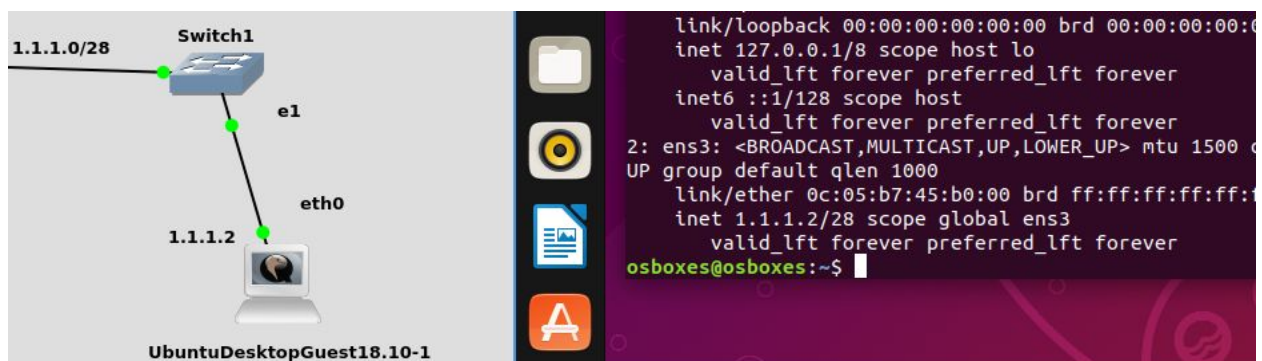 Switch1
1.1.1.0/28
e1
eth0
1.1.1.2
UbuntuDesktopGuest18.10-1
link/loopback 00:00:00:00:00:00 brd 00:00:00:00:0
inet 127.0.0.1/8 scope host lo
valid_lft forever preferred_lft forever
inet6 ::1/128 scope host
valid_lft forever preferred_lft forever
2: ens3: <BROADCAST,MULTICAST,UP,LOWER_UP> mtu 1500
UP group default qlen 1000
link/ether 0c:05:b7:45:b0:00 brd ff:ff:ff:ff:ff:
inet 1.1.1.2/28 scope global ens3
valid_lft forever preferred_lft forever
osboxes@osboxes:~$